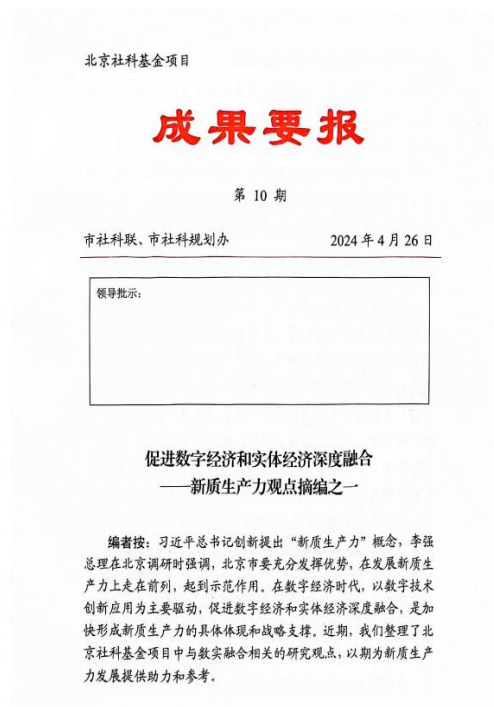 北京社科基金项目
成果要报
第 10 期
市社科联、市社科规划办 2024 年 4 月 26 日
领导批示：
促进数字经济和实体经济深度融合
——新质生产力观点摘编之一
编者按：习近平总书记创新提出“新质生产力”概念，李强
总理在北京调研时强调，北京市要充分发挥优势，在发展新质生
产力上走在前列，起到示范作用。在数字经济时代，以数字技术
创新应用为主要驱动，促进数字经济和实体经济深度融合，是加
快形成新质生产力的具体体现和战略支撑。近期，我们整理了北
京社科基金项目中与数实融合相关的研究观点，以期为新质生产
力发展提供助力和参考。